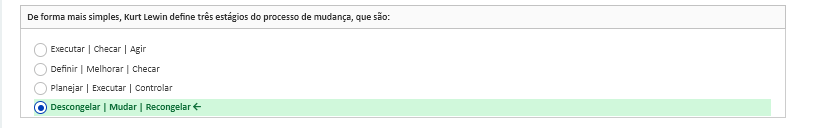 De forma mais simples, Kurt Lewin define três estágios do processo de mudança, que são:
Executar | Checar | Agir
Definir | Melhorar | Checar
Planejar | Executar | Controlar
Descongelar | Mudar | Recongelar ←